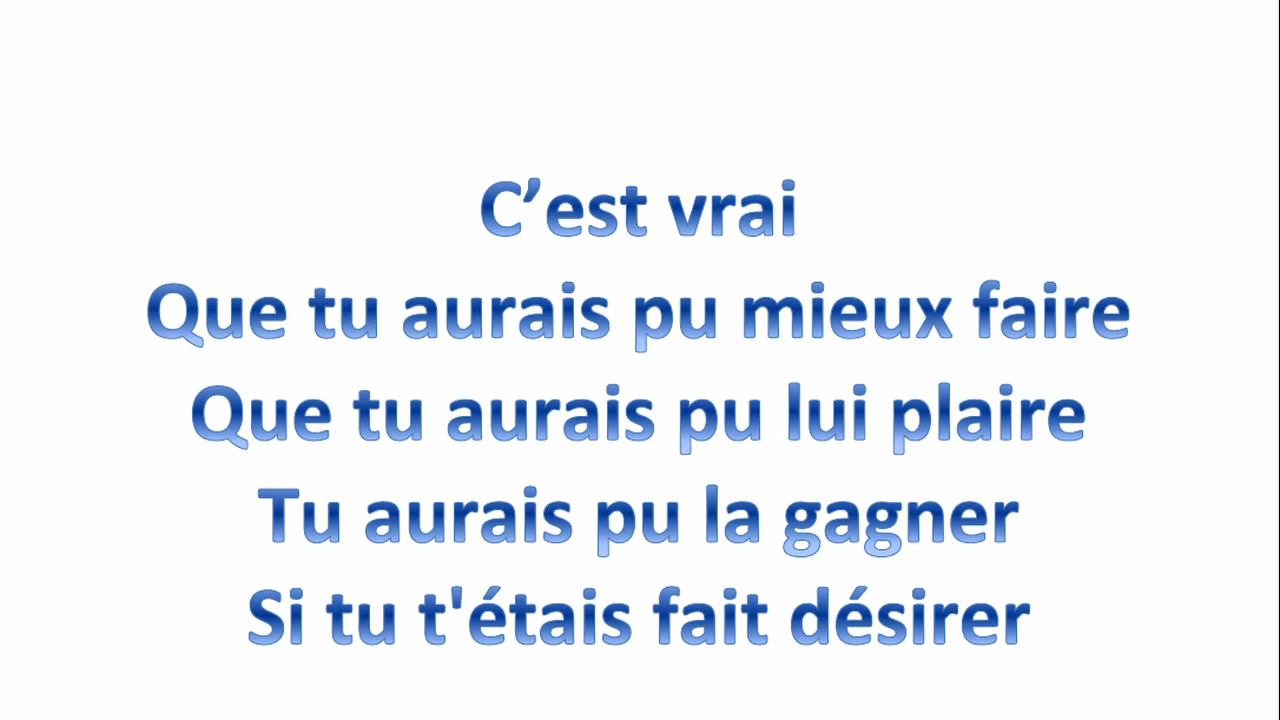 C’est vrai
Que tu aurais pu mieux faire
Que tu aurais pu lui plaire
Tu aurais pu la gagner
Si tu t'étais fait désirer